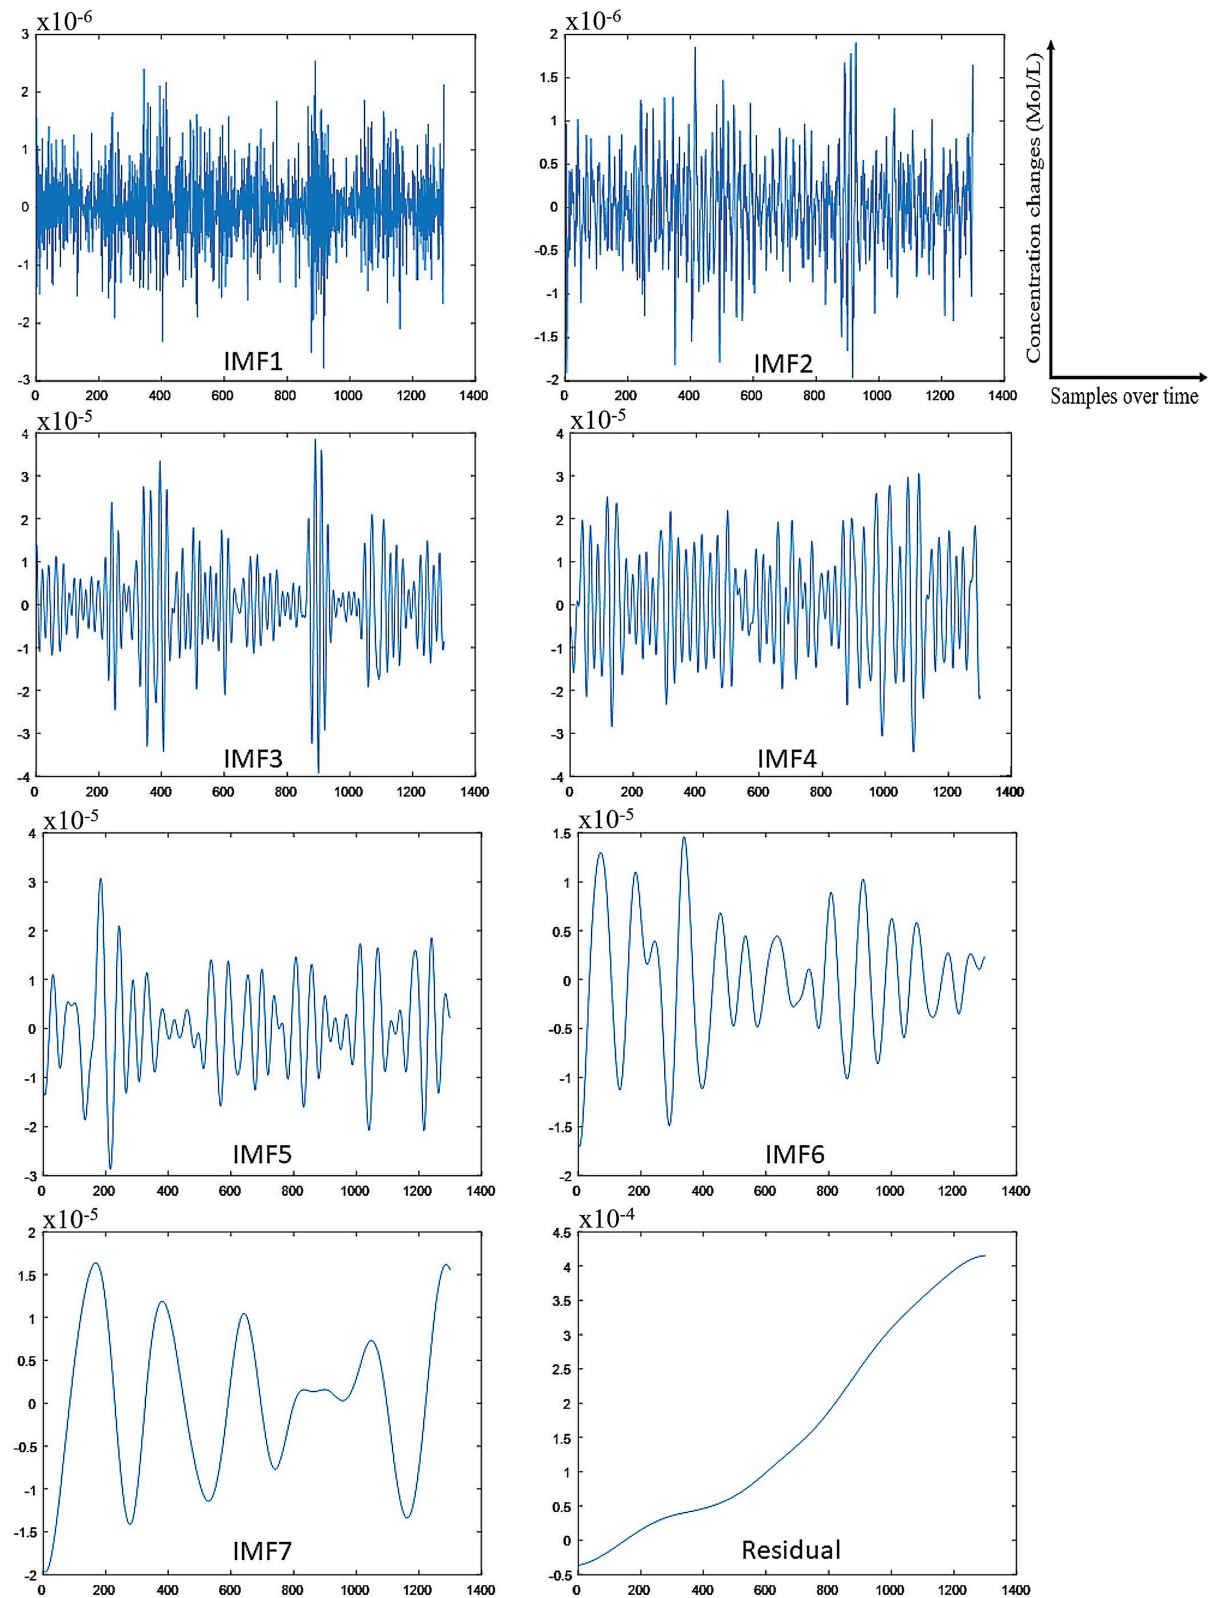 x10-6 x10-6
3 2
2 1.5
1 1
0.5
0 0
-1 -0.5
-2 -1
-1.5
-3 -2
IMF1 IMF2
0 200 400 600 800 1000 1200 1400 0 200 400 600 800 1000 1200 1400
Concentration changes (Mol/L)
Samples over time
x10-5 x10-5
4 4
3 3
2 2
1 1
0 0
-1 -1
-2 -2
-3 -3
-4 -4
IMF3 IMF4
0 200 400 600 800 1000 1200 1400 0 200 400 600 800 1000 1200 1400
x10-5 x10-5
4 1.5
3 1
2 0.5
1 0
0 -0.5
-1 -1
-2 -1.5
-3 -2
IMF5 IMF6
0 200 400 600 800 1000 1200 1400 0 200 400 600 800 1000 1200 1400
x10-5 x10-4
2 4.5
1.5 4
1 3.5
0.5 3
0 2.5
-0.5 2
-1 1.5
-1.5 1
-2 0.5
0
-0.5
IMF7 Residual
0 200 400 600 800 1000 1200 1400 0 200 400 600 800 1000 1200 1400